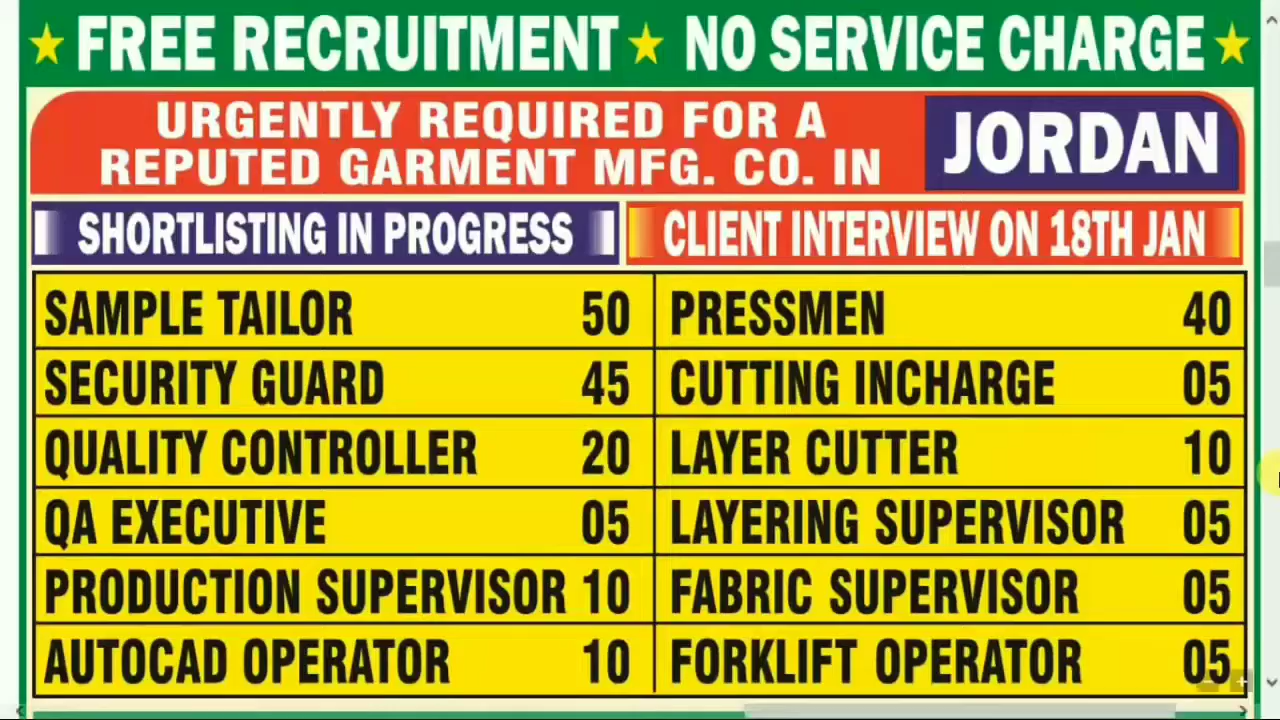 FREE RECRUITMENT NO SERVICE CHARGE
URGENTLY REQUIRED FOR A
REPUTED GARMENT MFG. CO. IN JORDAN
SHORTLISTING IN PROGRESS CLIENT INTERVIEW ON 18TH JAN
SAMPLE TAILOR 50 PRESSMEN 40
SECURITY GUARD 45 CUTTING INCHARGE 05
QUALITY CONTROLLER 20 LAYER CUTTER 10
QA EXECUTIVE 05 LAYERING SUPERVISOR 05
PRODUCTION SUPERVISOR 10 FABRIC SUPERVISOR 05
AUTOCAD OPERATOR 10 FORKLIFT OPERATOR 05